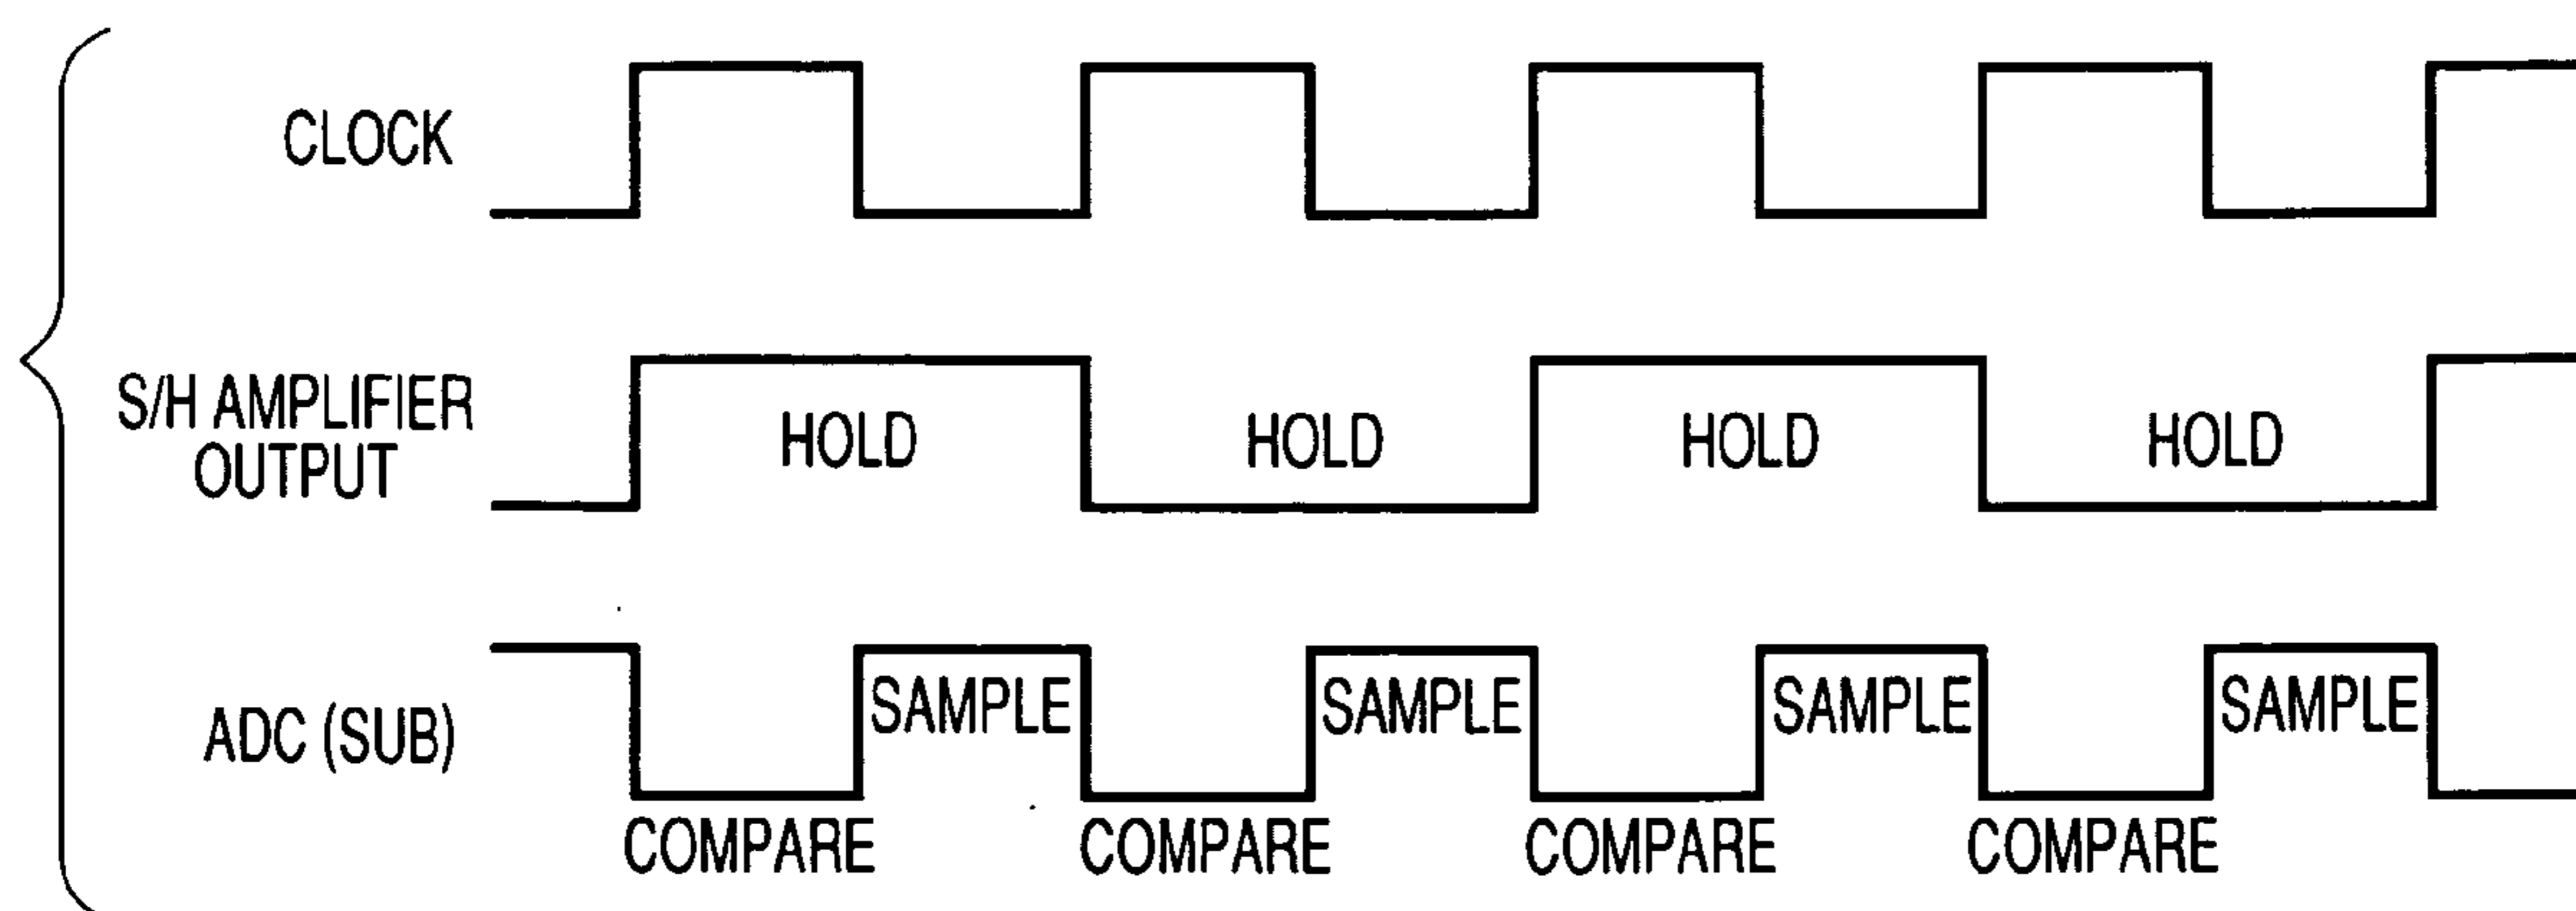 CLOCK
S/H AMPLIFIER
OUTPUT
HOLD HOLD HOLD HOLD
ADC (SUB)
SAMPLE SAMPLE SAMPLE SAMPLE
COMPARE COMPARE COMPARE COMPARE